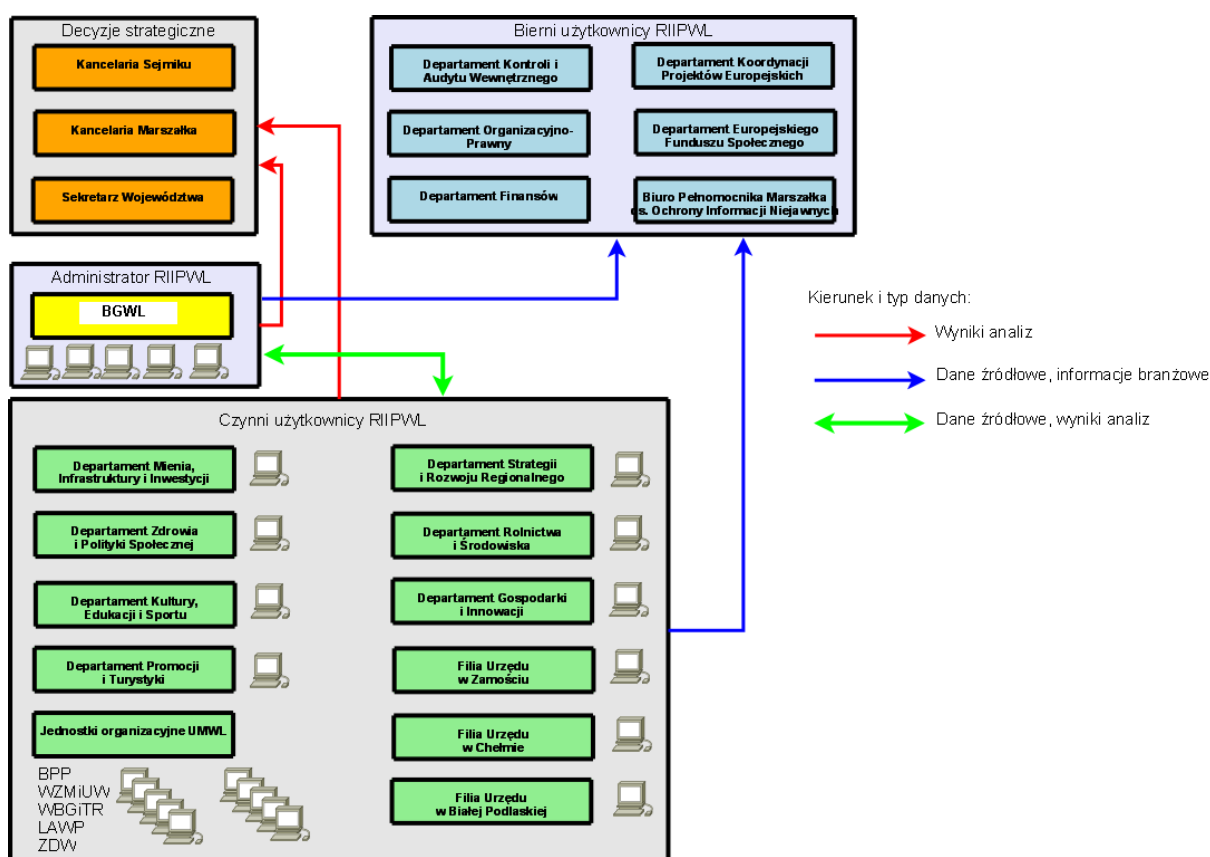 Decyzje strategiczne
Kancelaria Sejmiku
Kancelaria Marszałka
Sekretarz Województwa
Bierni użytkownicy RIIPWL
Departament Kontroli i
Audytu Wewnętrznego
Departament Koordynacji
Projektów Europejskich
Departament Organizacyjno-
Prawny
Departament Europejskiego
Funduszu Społecznego
Departament Finansów
Biuro Pełnomocnika Marszałka
ds. Ochrony Informacji Niejawnych
Administrator RIIPWL
BGWL
Kierunek i typ danych:
Wyniki analiz
Dane źródłowe, informacje branżowe
Dane źródłowe, wyniki analiz
Czynni użytkownicy RIIPWL
Departament Mienia,
Infrastruktury i Inwestycji
Departament Strategii
i Rozwoju Regionalnego
Departament Zdrowia
i Polityki Społecznej
Departament Rolnictwa
i Środowiska
Departament Kultury,
Edukacji i Sportu
Departament Gospodarki
i Innowacji
Departament Promocji
i Turystyki
Filia Urzędu
w Zamościu
Jednostki organizacyjne UMWL
Filia Urzędu
w Chełmie
BPP
WZMiUW
WBGiTR
LAWP
ZDW
Filia Urzędu
w Białej Podlaskiej